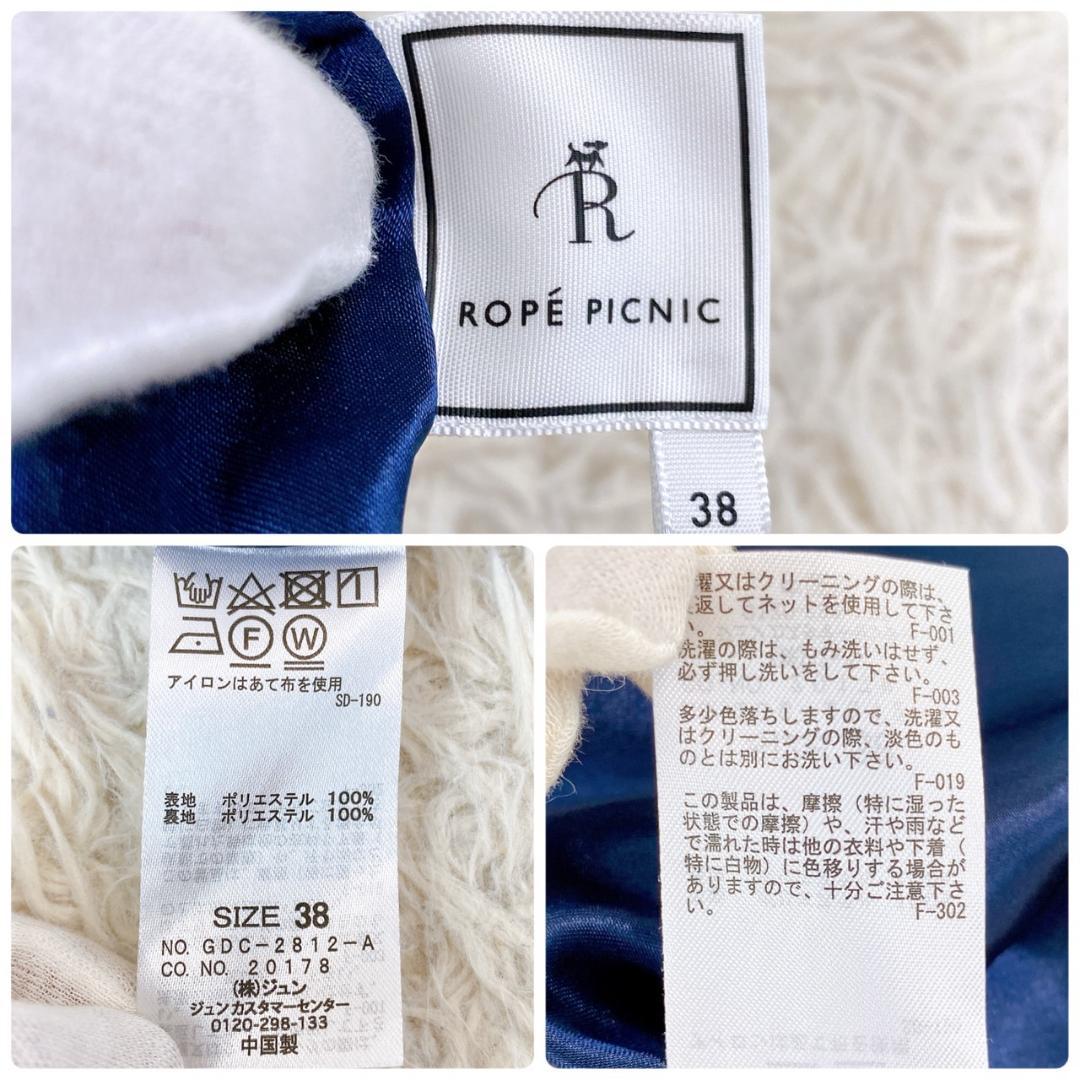 R
ROPÉ PICNIC
38
F W
アイロンはあて布を使用
SD-190
表地 ポリエステル 100%
裏地 ポリエステル 100%
SIZE 38
NO. GDC-2812-A
CO. NO. 20178
(株)ジュン
ジュンカスタマーセンター
0120-298-133
中国製
濯又はクリーニングの際は、
返してネットを使用して下さ
い。 F-001
洗濯の際は、もみ洗いはせず、
必ず押し洗いをして下さい。
F-003
多少色落ちしますので、洗濯又
はクリーニングの際、淡色のも
のとは別にお洗い下さい。
F-019
この製品は、摩擦(特に湿った
状態での摩擦)や、汗や雨など
で濡れた時は他の衣料や下着(
特に白物)に色移りする場合が
ありますので、十分ご注意下さ
い。 F-302